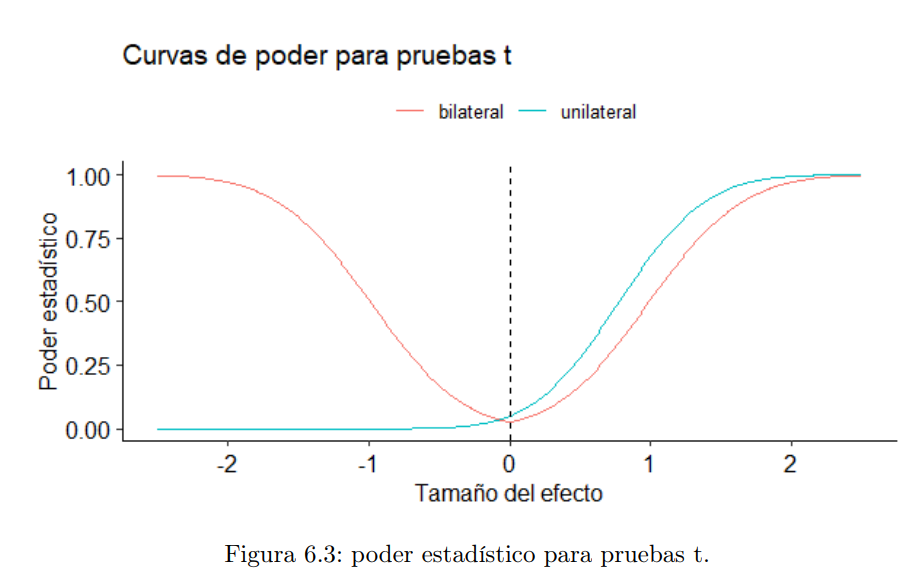 Curvas de poder para pruebas t
bilateral unilateral
Poder estadístico
1.00
0.75
0.50
0.25
0.00
-2 -1 0 1 2
Tamaño del efecto
Figura 6.3: poder estadístico para pruebas t.